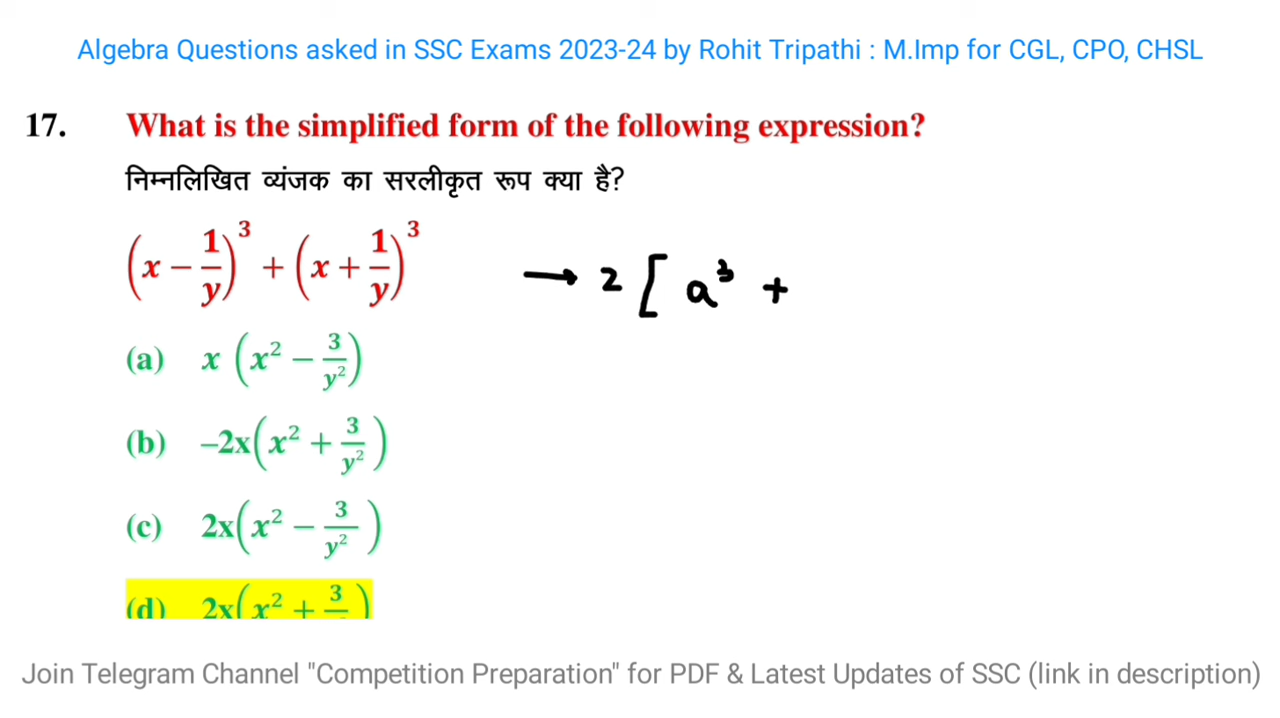 Algebra Questions asked in SSC Exams 2023-24 by Rohit Tripathi : M.Imp for CGL, CPO, CHSL
17. What is the simplified form of the following expression?
निम्नलिखित व्यंजक का सरलीकृत रूप क्या है?
(x − 1/y)³ + (x + 1/y)³ → 2 [ a³ +
(a) x (x² − 3/y²)
(b) –2x(x² + 3/y²)
(c) 2x(x² − 3/y²)
(d) 2x(x² + 3
Join Telegram Channel "Competition Preparation" for PDF & Latest Updates of SSC (link in description)